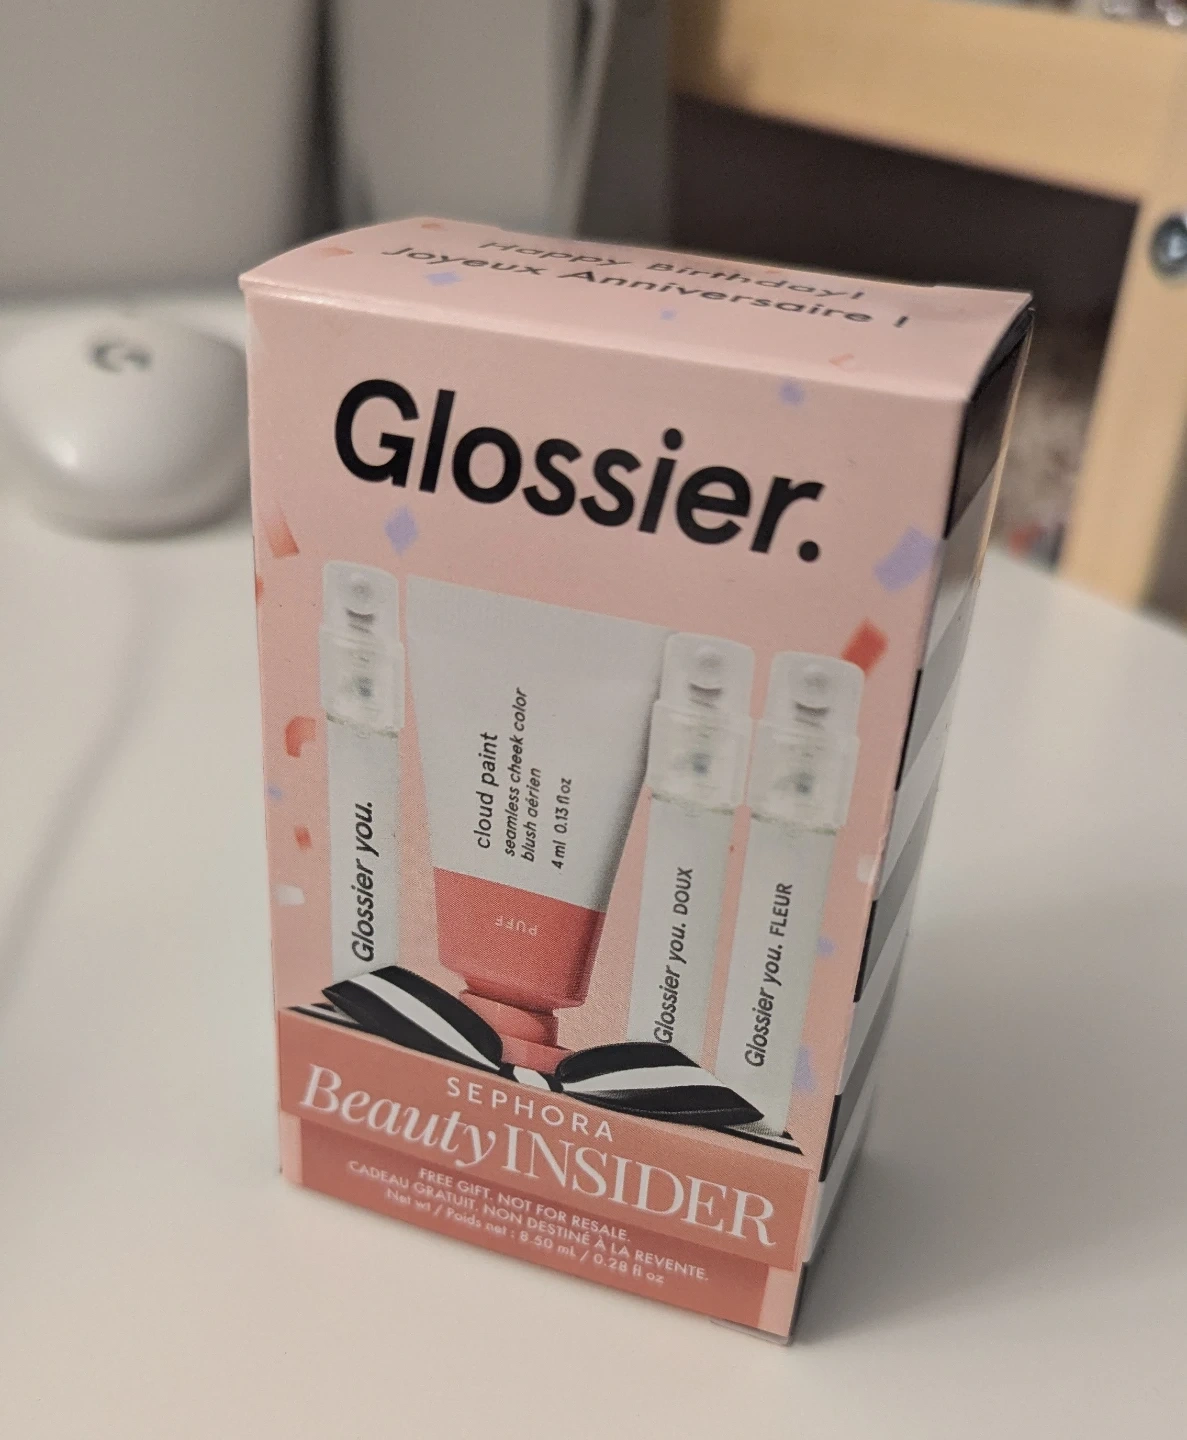 Happy Birthday!
Joyeux Anniversaire !
Glossier.
Glossier you.
cloud paint
seamless cheek color
blush aérien
4 ml 0.13 fl oz
PUFF
Glossier you. DOUX
Glossier you. FLEUR
SEPHORA
Beauty INSIDER
FREE GIFT. NOT FOR RESALE.
CADEAU GRATUIT. NON DESTINÉ À LA REVENTE.
Net wt / Poids net : 8.50 mL / 0.28 fl oz